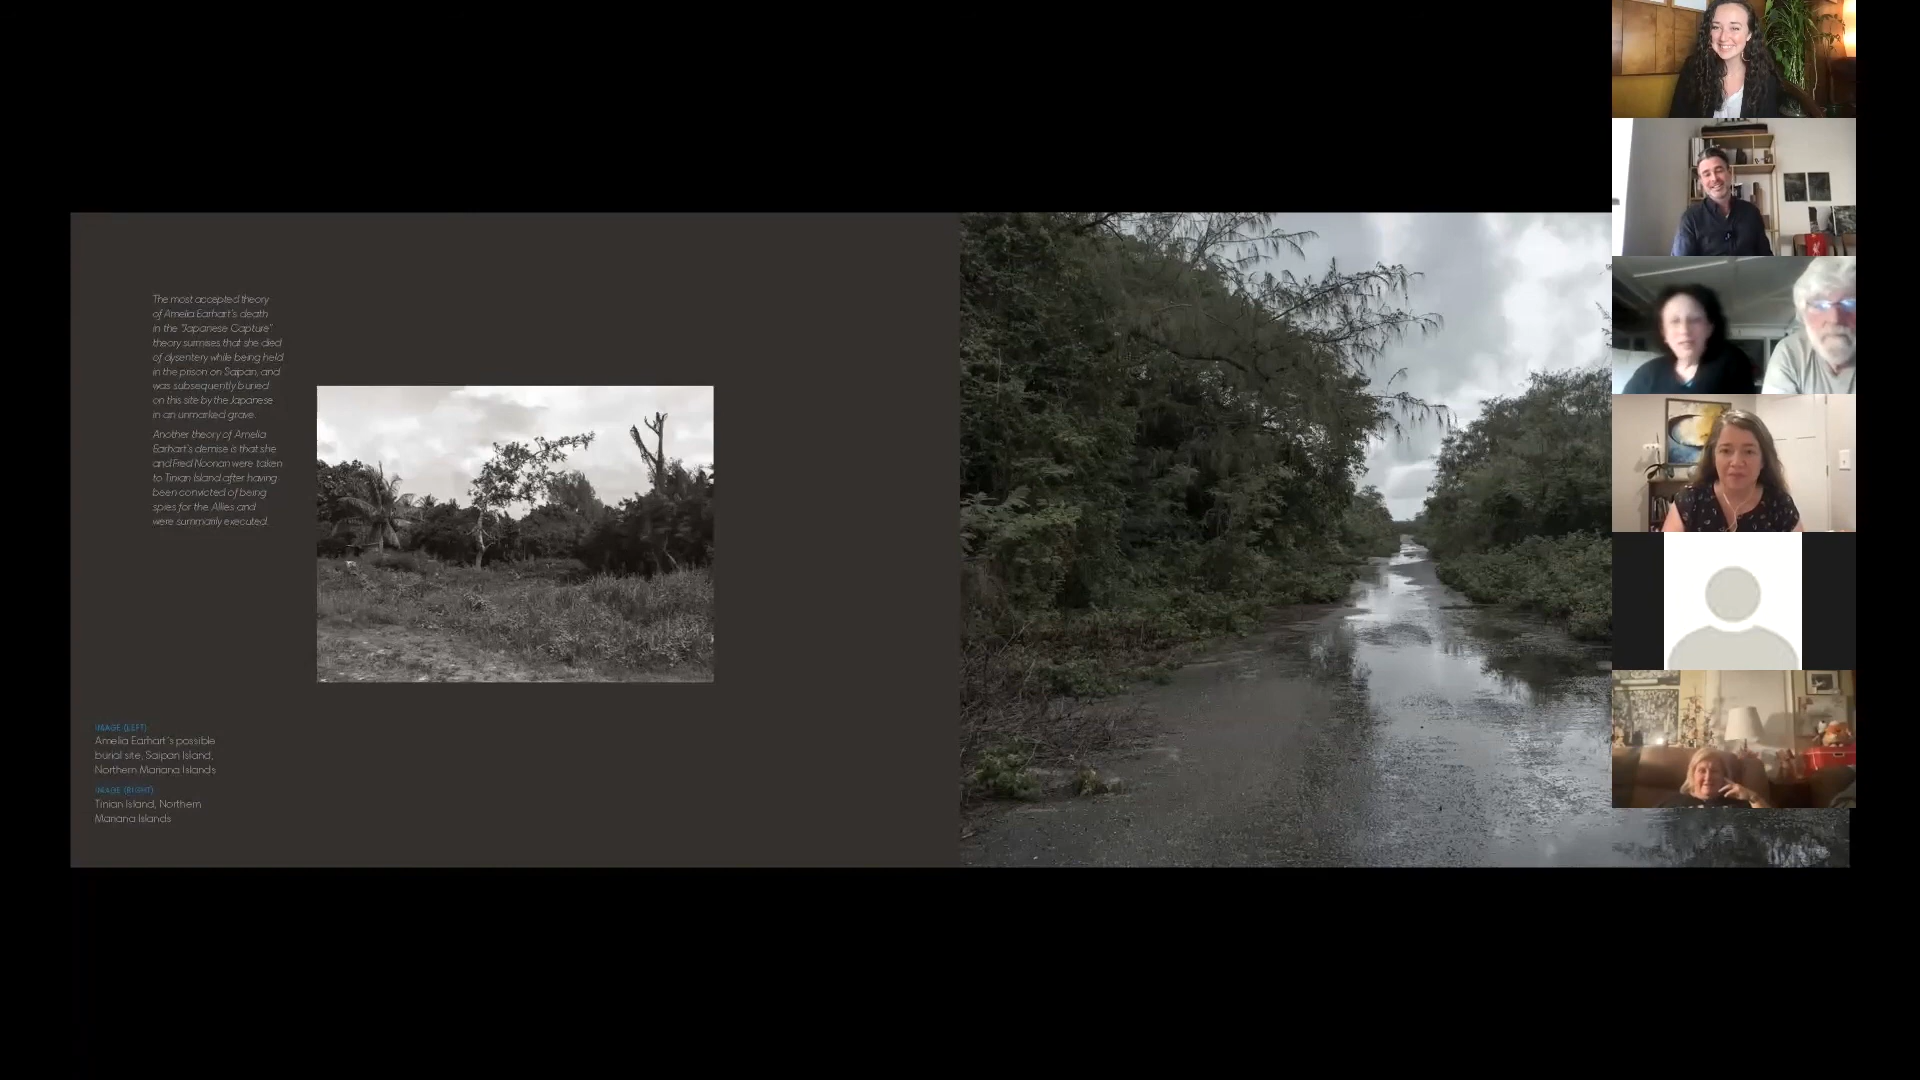 The most accepted theory
of Amelia Earhart's death
in the "Japanese Capture"
theory surmises that she died
of dysentery while being held
in the prison on Saipan, and
was subsequently buried
on this site by the Japanese
in an unmarked grave.
Another theory of Amelia
Earhart's demise is that she
and Fred Noonan were taken
to Tinian Island after having
been convicted of being
spies for the Allies and
were summarily executed.
IMAGE (LEFT)
Amelia Earhart's possible
burial site, Saipan Island,
Northern Mariana Islands
IMAGE (RIGHT)
Tinian Island, Northern
Mariana Islands